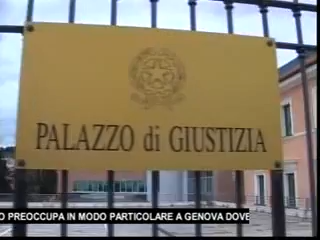 PALAZZO di GIUSTIZIA
O PREOCCUPA IN MODO PARTICOLARE A GENOVA DOVE